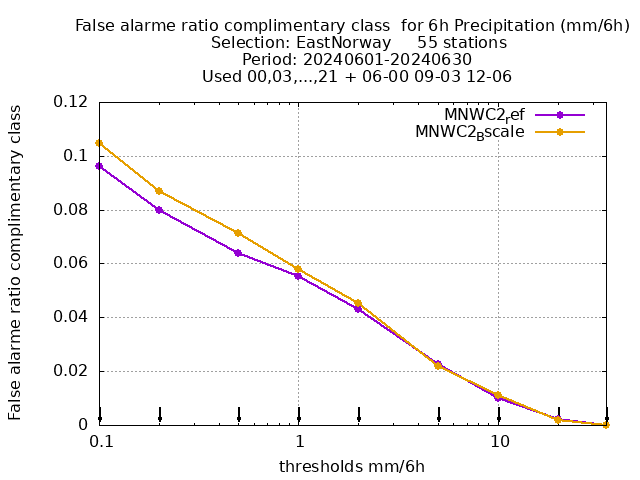 False alarme ratio complimentary class  for 6h Precipitation (mm/6h)
Selection: EastNorway     55 stations
Period: 20240601-20240630
Used 00,03,...,21 + 06-00 09-03 12-06
False alarme ratio complimentary class
0.12
0.1
0.08
0.06
0.04
0.02
0
MNWC2ref
MNWC2Bscale
0.1
1
10
thresholds mm/6h